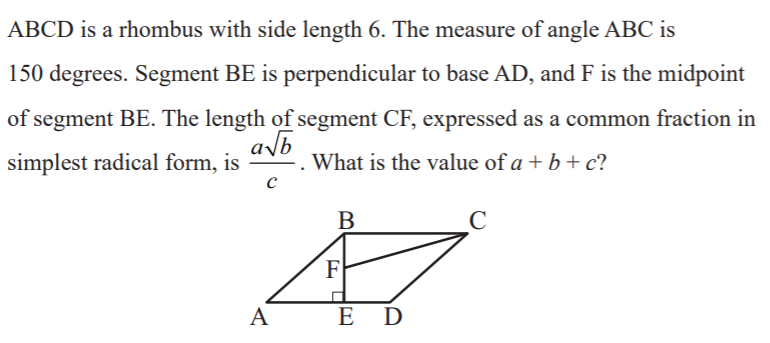 ABCD is a rhombus with side length 6. The measure of angle ABC is
150 degrees. Segment BE is perpendicular to base AD, and F is the midpoint
of segment BE. The length of segment CF, expressed as a common fraction in
simplest radical form, is a√b/c. What is the value of a + b + c?
B C
F
A E D